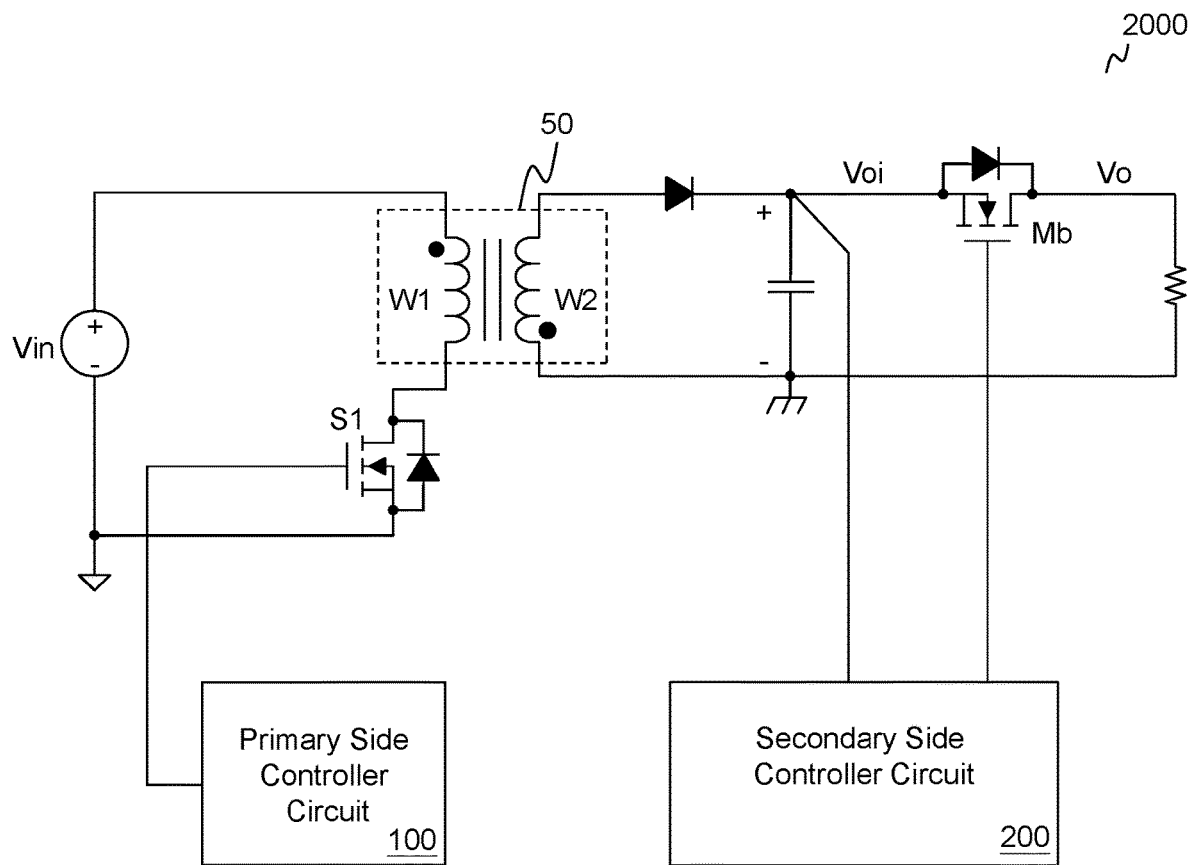 2000
50
Voi
Vo
Mb
W1
W2
+
-
Vin
+
-
S1
Primary Side
Controller
Circuit
100
Secondary Side
Controller Circuit
200